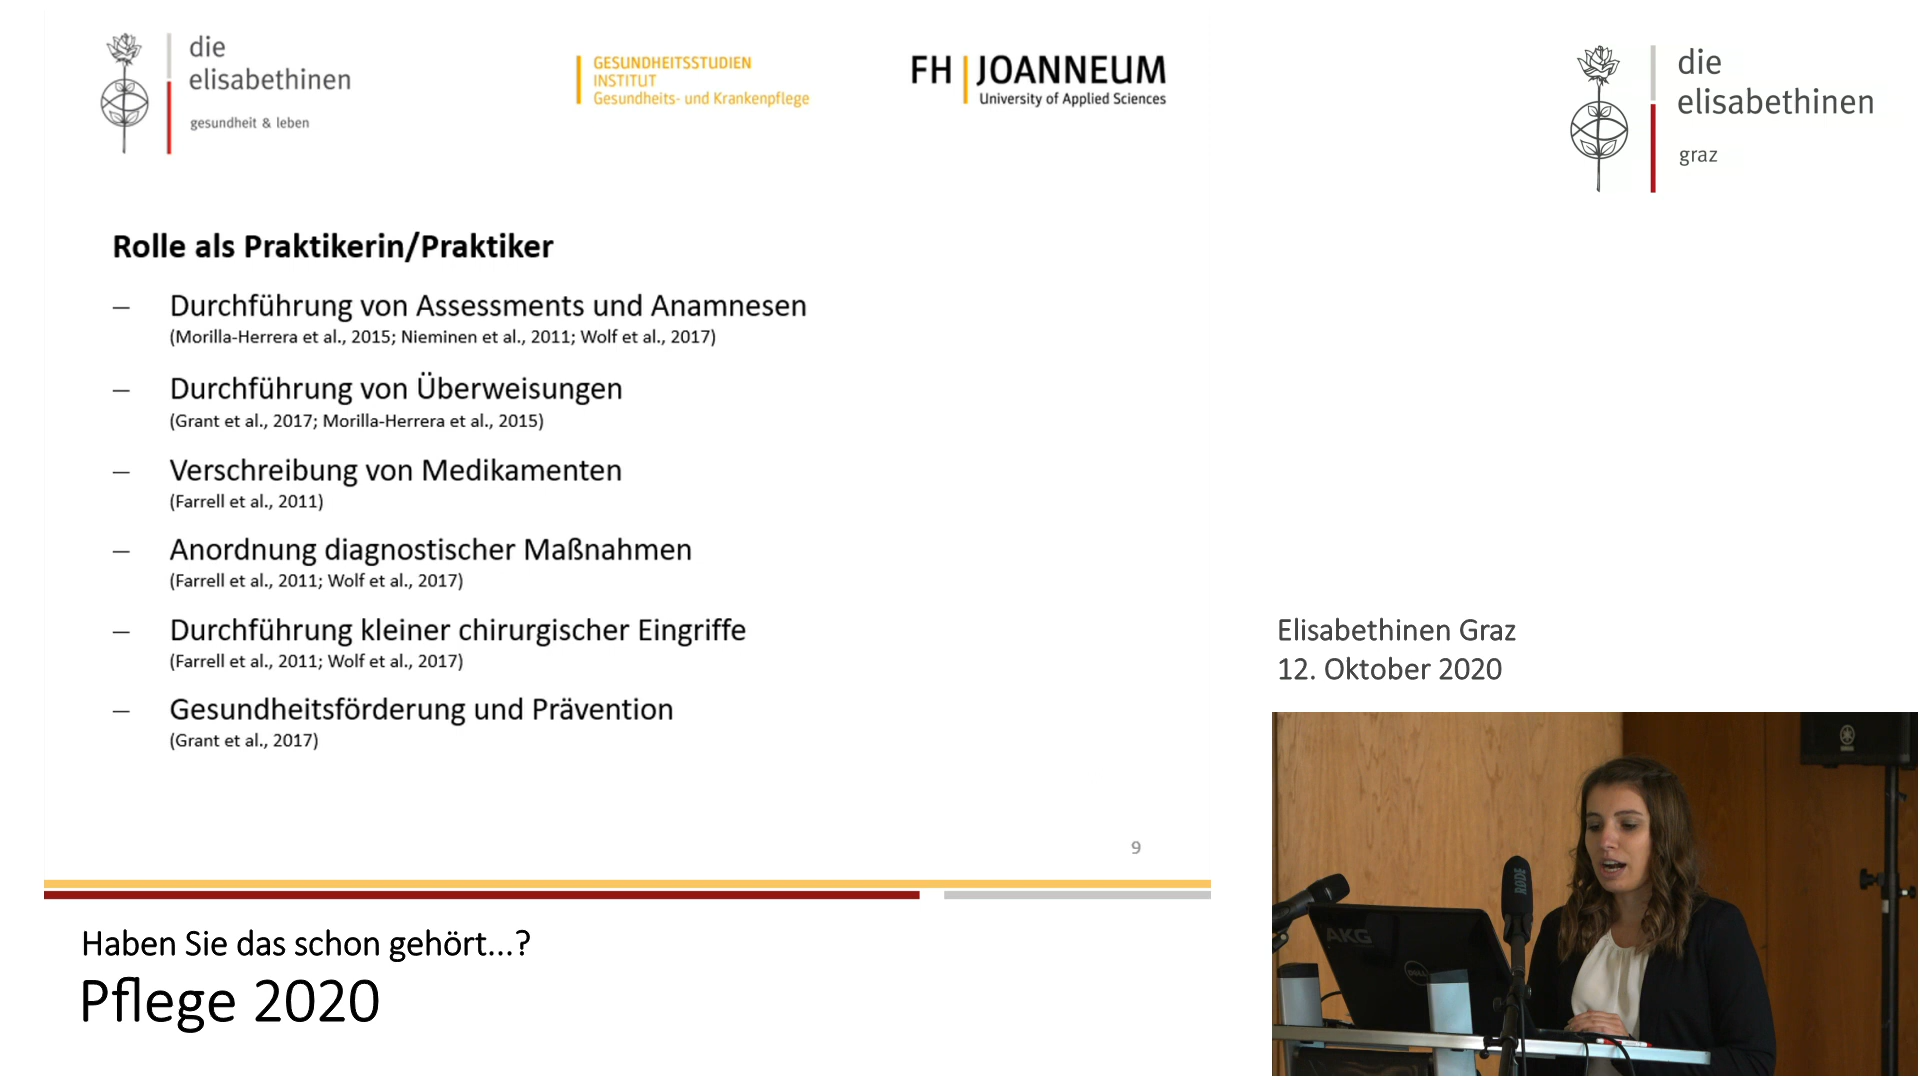 die
elisabethinen
gesundheit & leben
GESUNDHEITSSTUDIEN
INSTITUT
Gesundheits- und Krankenpflege
FH JOANNEUM
University of Applied Sciences
die
elisabethinen
graz
Rolle als Praktikerin/Praktiker
– Durchführung von Assessments und Anamnesen
(Morilla-Herrera et al., 2015; Nieminen et al., 2011; Wolf et al., 2017)
– Durchführung von Überweisungen
(Grant et al., 2017; Morilla-Herrera et al., 2015)
– Verschreibung von Medikamenten
(Farrell et al., 2011)
– Anordnung diagnostischer Maßnahmen
(Farrell et al., 2011; Wolf et al., 2017)
– Durchführung kleiner chirurgischer Eingriffe
(Farrell et al., 2011; Wolf et al., 2017)
– Gesundheitsförderung und Prävention
(Grant et al., 2017)
9
Elisabethinen Graz
12. Oktober 2020
AKG
DELL
RØDE
Haben Sie das schon gehört...?
Pflege 2020